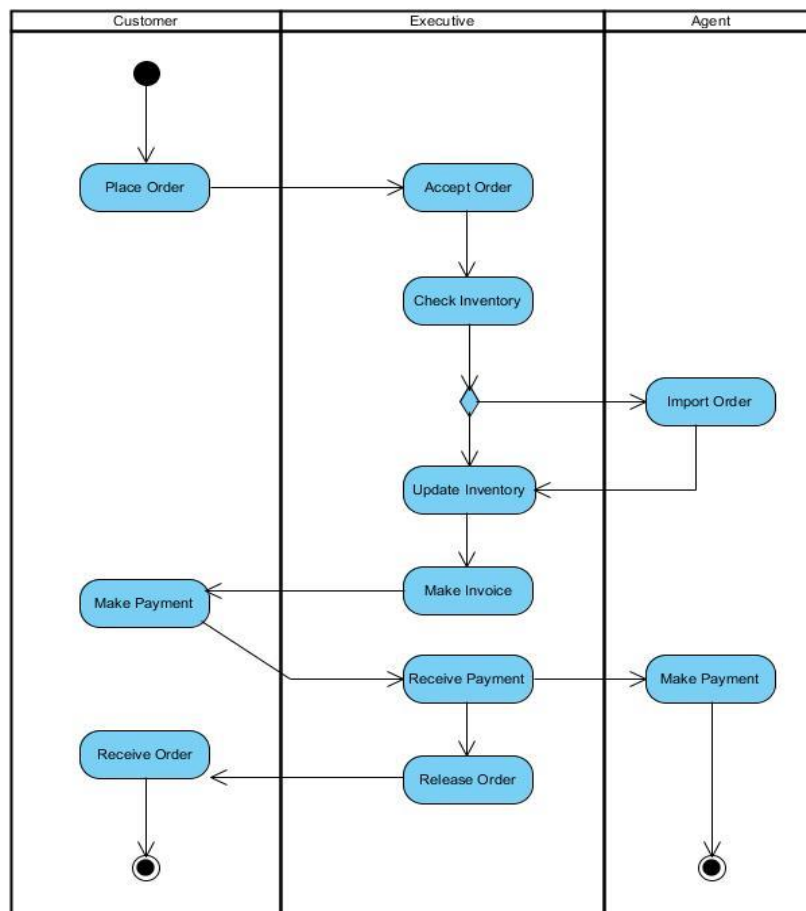 Customer
Executive
Agent
Place Order
Accept Order
Check Inventory
Import Order
Update Inventory
Make Invoice
Make Payment
Receive Payment
Make Payment
Receive Order
Release Order